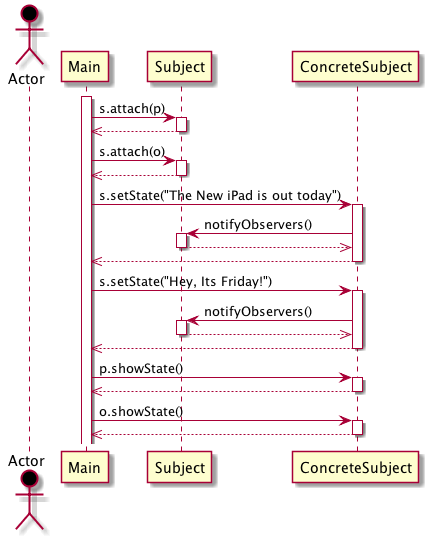 Actor
Main
Subject
ConcreteSubject
s.attach(p)
s.attach(o)
s.setState("The New iPad is out today")
notifyObservers()
s.setState("Hey, Its Friday!")
notifyObservers()
p.showState()
o.showState()
Actor
Main
Subject
ConcreteSubject